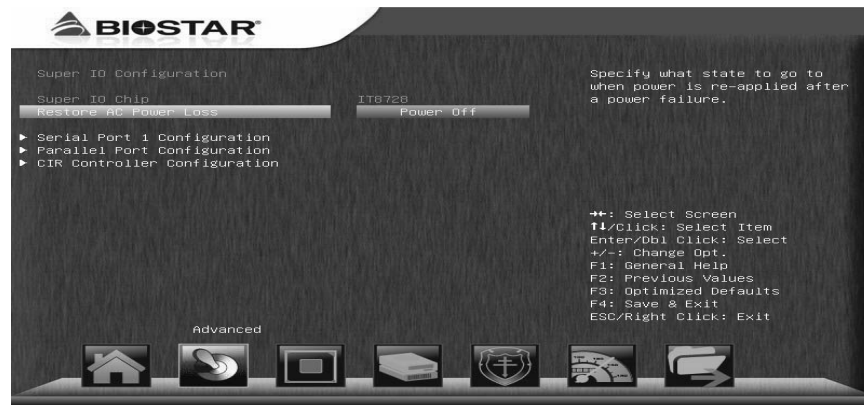 BIOSTAR®
Super IO Configuration
Super IO Chip IT8728
Restore AC Power Loss Power Off
► Serial Port 1 Configuration
► Parallel Port Configuration
► CIR Controller Configuration
Specify what state to go to
when power is re-applied after
a power failure.
→←: Select Screen
↑↓/Click: Select Item
Enter/Dbl Click: Select
+/-: Change Opt.
F1: General Help
F2: Previous Values
F3: Optimized Defaults
F4: Save & Exit
ESC/Right Click: Exit
Advanced